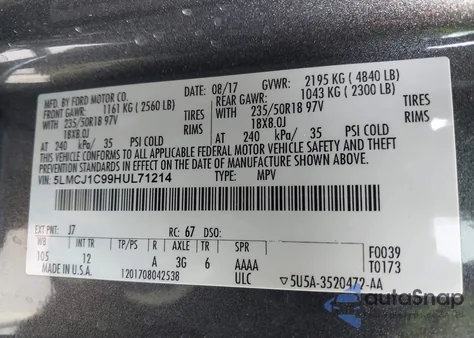 MFD. BY FORD MOTOR CO.
08/17 GVWR: 2195 KG ( 4840 LB)
FRONT GAWR: REAR GAWR:
1161 KG ( 2560 LB) 1043 KG ( 2300 LB)
WITH WITH
235/50R18 97V TIRES 235/50R18 97V TIRES
18X8.0J RIMS 18X8.0J RIMS
AT 240 kPa/ 35 PSI COLD AT 240 kPa/ 35 PSI COLD
THIS VEHICLE CONFORMS TO ALL APPLICABLE FEDERAL MOTOR VEHICLE SAFETY AND THEFT
PREVENTION STANDARDS IN EFFECT ON THE DATE OF MANUFACTURE SHOWN ABOVE.
VIN: 5LMCJ1C99HUL71214 TYPE: MPV
EXT PNT: J7 RC: 67 DSO:
WB INT TR TP/PS R AXLE TR SPR F0039
105 12 A 3G 6 AAAA T0173
MADE IN U.S.A. ULC
1201708042538
▽5U5A-3520472-AA
autoSnap